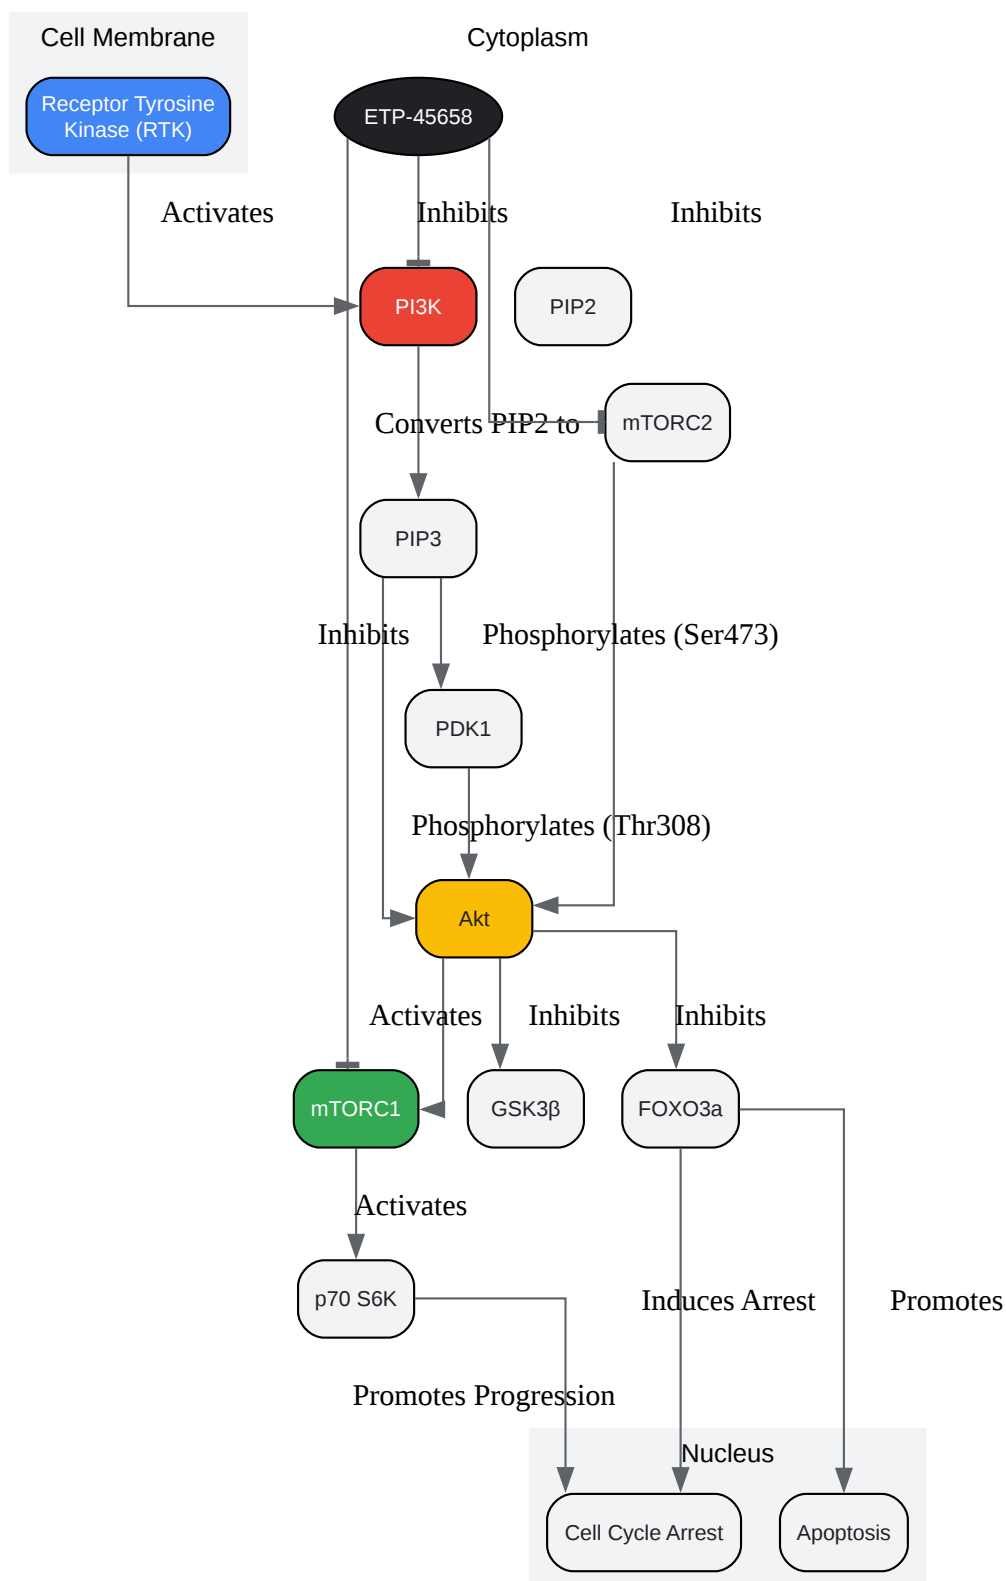 Cell Membrane
Cytoplasm
Receptor Tyrosine
Kinase (RTK)
ETP-45658
Activates
Inhibits
Inhibits
PI3K
PIP2
Converts PIP2 to
mTORC2
PIP3
Inhibits
Phosphorylates (Ser473)
PDK1
Phosphorylates (Thr308)
Akt
Activates
Inhibits
Inhibits
mTORC1
GSK3β
FOXO3a
Activates
p70 S6K
Induces Arrest
Promotes
Promotes Progression
Nucleus
Cell Cycle Arrest
Apoptosis